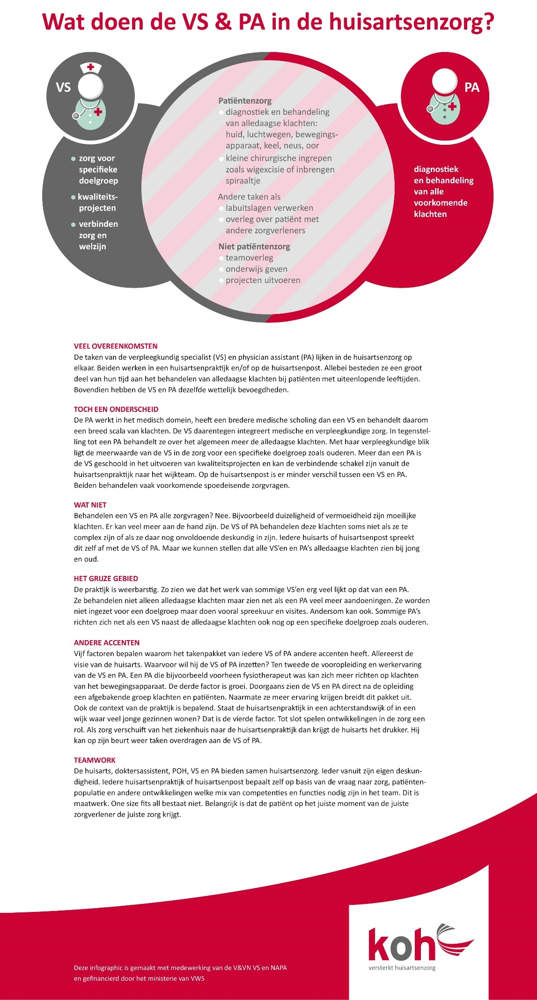 Wat doen de VS & PA in de huisartsenzorg?
VS
PA
zorg voor
specifieke
doelgroep
kwaliteits-
projecten
verbinden
zorg en
welzijn
Patiëntenzorg
diagnostiek en behandeling
van alledaagse klachten:
huid, luchtwegen, bewegings-
apparaat, keel, neus, oor
kleine chirurgische ingrepen
zoals wigexcisie of inbrengen
spiraaltje
Andere taken als
labuitslagen verwerken
overleg over patiënt met
andere zorgverleners
Niet patiëntenzorg
teamoverleg
onderwijs geven
projecten uitvoeren
diagnostiek
en behandeling
van alle
voorkomende
klachten
VEEL OVEREENKOMSTEN
De taken van de verpleegkundig specialist (VS) en physician assistant (PA) lijken in de huisartsenzorg op
elkaar. Beiden werken in een huisartsenpraktijk en/of op de huisartsenpost. Allebei besteden ze een groot
deel van hun tijd aan het behandelen van alledaagse klachten bij patiënten met uiteenlopende leeftijden.
Bovendien hebben de VS en PA dezelfde wettelijk bevoegdheden.
TOCH EEN ONDERSCHEID
De PA werkt in het medisch domein, heeft een bredere medische scholing dan een VS en behandelt daarom
een breed scala van klachten. De VS daarentegen integreert medische en verpleegkundige zorg. In tegenstel-
ling tot een PA behandelt ze over het algemeen meer de alledaagse klachten. Met haar verpleegkundige blik
ligt de meerwaarde van de VS in de zorg voor een specifieke doelgroep zoals ouderen. Meer dan een PA is
de VS geschoold in het uitvoeren van kwaliteitsprojecten en kan de verbindende schakel zijn vanuit de
huisartsenpraktijk naar het wijkteam. Op de huisartsenpost is er minder verschil tussen een VS en PA.
Beiden behandelen vaak voorkomende spoedeisende zorgvragen.
WAT NIET
Behandelen een VS en PA alle zorgvragen? Nee. Bijvoorbeeld duizeligheid of vermoeidheid zijn moeilijke
klachten. Er kan veel meer aan de hand zijn. De VS of PA behandelen deze klachten soms niet als ze te
complex zijn of als ze daar nog onvoldoende deskundig in zijn. Iedere huisarts of huisartsenpost spreekt
dit zelf af met de VS of PA. Maar we kunnen stellen dat alle VS’en en PA’s alledaagse klachten zien bij jong
en oud.
HET GRIJZE GEBIED
De praktijk is weerbarstig. Zo zien we dat het werk van sommige VS’en erg veel lijkt op dat van een PA.
Ze behandelen niet alleen alledaagse klachten maar zien net als een PA veel meer aandoeningen. Ze worden
niet ingezet voor een doelgroep maar doen vooral spreekuur en visites. Andersom kan ook. Sommige PA’s
richten zich net als een VS naast de alledaagse klachten ook nog op een specifieke doelgroep zoals ouderen.
ANDERE ACCENTEN
Vijf factoren bepalen waarom het takenpakket van iedere VS of PA andere accenten heeft. Allereerst de
visie van de huisarts. Waarvoor wil hij de VS of PA inzetten? Ten tweede de vooropleiding en werkervaring
van de VS en PA. Een PA die bijvoorbeeld voorheen fysiotherapeut was kan zich meer richten op klachten
van het bewegingsapparaat. De derde factor is groei. Doorgaans zien de VS en PA direct na de opleiding
een afgebakende groep klachten en patiënten. Naarmate ze meer ervaring krijgen breidt dit pakket uit.
Ook de context van de praktijk is bepalend. Staat de huisartsenpraktijk in een achterstandswijk of in een
wijk waar veel jonge gezinnen wonen? Dat is de vierde factor. Tot slot spelen ontwikkelingen in de zorg een
rol. Als zorg verschuift van het ziekenhuis naar de huisartsenpraktijk dan krijgt de huisarts het drukker. Hij
kan op zijn beurt weer taken overdragen aan de VS of PA.
TEAMWORK
De huisarts, doktersassistent, POH, VS en PA bieden samen huisartsenzorg. Ieder vanuit zijn eigen deskun-
digheid. Iedere huisartsenpraktijk of huisartsenpost bepaalt zelf op basis van de vraag naar zorg, patiënten-
populatie en andere ontwikkelingen welke mix van competenties en functies nodig zijn in het team. Dit is
maatwerk. One size fits all bestaat niet. Belangrijk is dat de patiënt op het juiste moment van de juiste
zorgverlener de juiste zorg krijgt.
koh
versterkt huisartsenzorg
Deze infographic is gemaakt met medewerking van de V&VN VS en NAPA
en gefinancierd door het ministerie van VWS